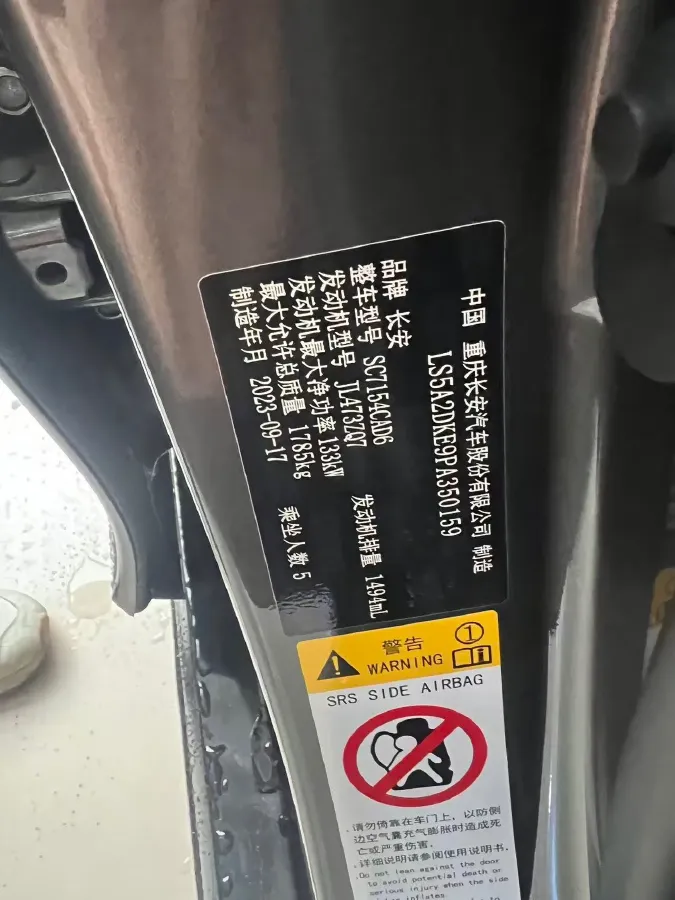 中国 重庆长安汽车股份有限公司 制造
LS5A2DKE9PA350159
品牌 长安
整车型号 SC7154CAD6
发动机型号 JL473ZQ7 发动机排量 1494mL
发动机最大净功率 133kW
最大允许总质量 1785kg 乘坐人数 5
制造年月 2023-09-17
警告
WARNING
1
SRS SIDE AIRBAG
·请勿倚靠在车门上，以防侧
边空气囊充气膨胀时造成死
亡或严重伤害.
·详细说明请参阅使用说明书.
·Do not lean against the door
to avoid potential death or
serious injury when the side
inflates